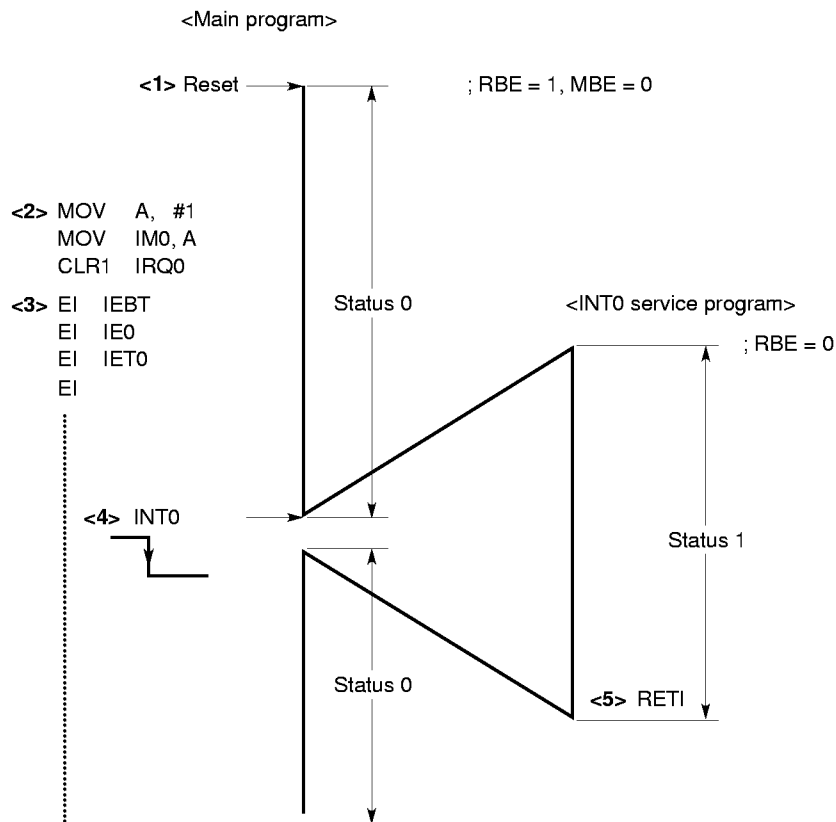 <Main program>
<1> Reset ; RBE = 1, MBE = 0
<2> MOV A, #1
MOV IM0, A
CLR1 IRQ0
<3> EI IEBT
Status 0
<INT0 service program>
EI IE0
EI IET0
; RBE = 0
EI
<4> INT0
Status 1
Status 0
<5> RETI